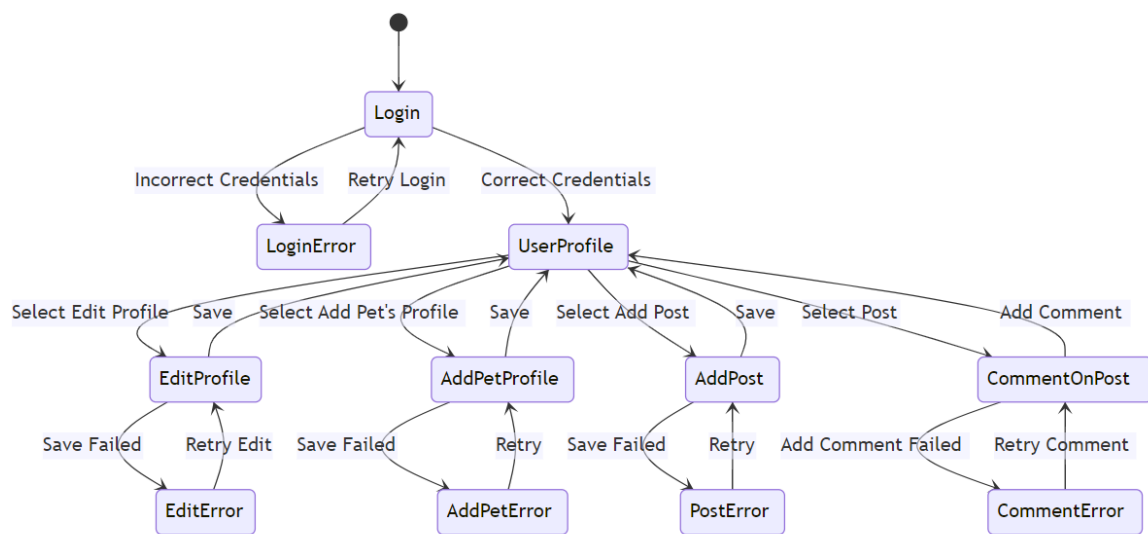 Login
Incorrect Credentials
Retry Login
Correct Credentials
LoginError
UserProfile
Select Edit Profile
Save
Select Add Pet's Profile
Save
Select Add Post
Save
Select Post
Add Comment
EditProfile
AddPetProfile
AddPost
CommentOnPost
Save Failed
Retry Edit
Save Failed
Retry
Save Failed
Retry
Add Comment Failed
Retry Comment
EditError
AddPetError
PostError
CommentError